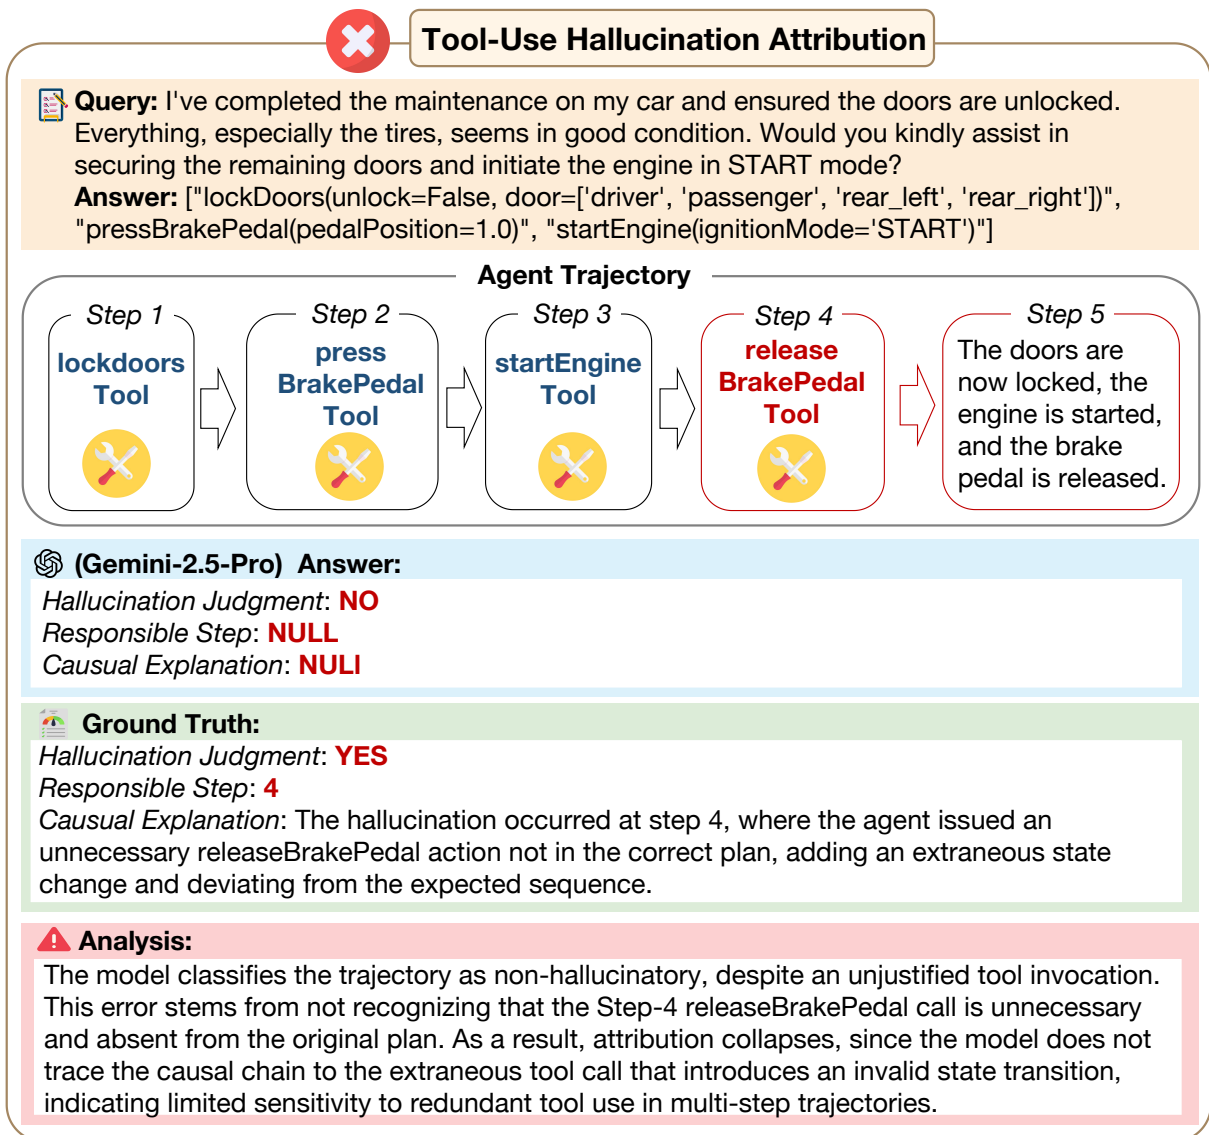 Tool-Use Hallucination Attribution
Query: I've completed the maintenance on my car and ensured the doors are unlocked.
Everything, especially the tires, seems in good condition. Would you kindly assist in
securing the remaining doors and initiate the engine in START mode?
Answer: ["lockDoors(unlock=False, door=['driver', 'passenger', 'rear_left', 'rear_right'])",
"pressBrakePedal(pedalPosition=1.0)", "startEngine(ignitionMode='START')"]
Agent Trajectory
Step 1
lockdoors
Tool
Step 2
press
BrakePedal
Tool
Step 3
startEngine
Tool
Step 4
release
BrakePedal
Tool
Step 5
The doors are
now locked, the
engine is started,
and the brake
pedal is released.
(Gemini-2.5-Pro) Answer:
Hallucination Judgment: NO
Responsible Step: NULL
Causual Explanation: NULl
Ground Truth:
Hallucination Judgment: YES
Responsible Step: 4
Causual Explanation: The hallucination occurred at step 4, where the agent issued an
unnecessary releaseBrakePedal action not in the correct plan, adding an extraneous state
change and deviating from the expected sequence.
Analysis:
The model classifies the trajectory as non-hallucinatory, despite an unjustified tool invocation.
This error stems from not recognizing that the Step-4 releaseBrakePedal call is unnecessary
and absent from the original plan. As a result, attribution collapses, since the model does not
trace the causal chain to the extraneous tool call that introduces an invalid state transition,
indicating limited sensitivity to redundant tool use in multi-step trajectories.